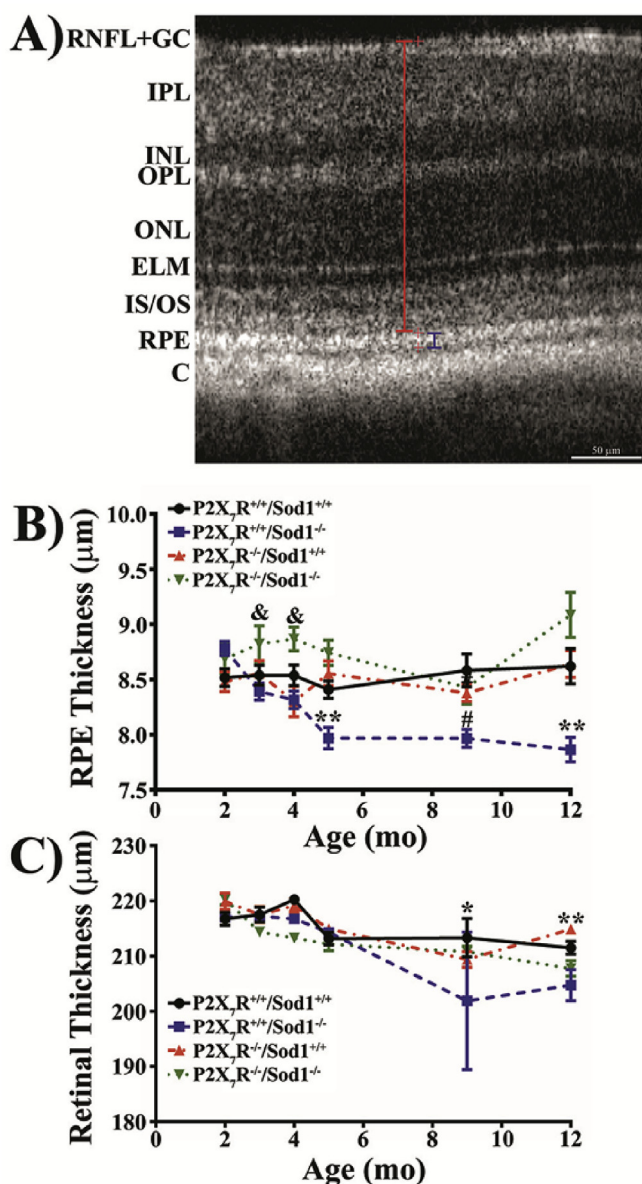 A)
RNFL+GC
IPL
INL
OPL
ONL
ELM
IS/OS
RPE
C
50 μm
B)
P2X₇R⁺/⁺/Sod1⁺/⁺
P2X₇R⁺/⁺/Sod1⁻/⁻
P2X₇R⁻/⁻/Sod1⁺/⁺
P2X₇R⁻/⁻/Sod1⁻/⁻
RPE Thickness (μm)
10.0
9.5
9.0
8.5
8.0
7.5
& &
** # **
0 2 4 6 8 10 12
Age (mo)
C)
Retinal Thickness (μm)
230
220
210
200
190
180
* **
P2X₇R⁺/⁺/Sod1⁺/⁺
P2X₇R⁺/⁺/Sod1⁻/⁻
P2X₇R⁻/⁻/Sod1⁺/⁺
P2X₇R⁻/⁻/Sod1⁻/⁻
0 2 4 6 8 10 12
Age (mo)